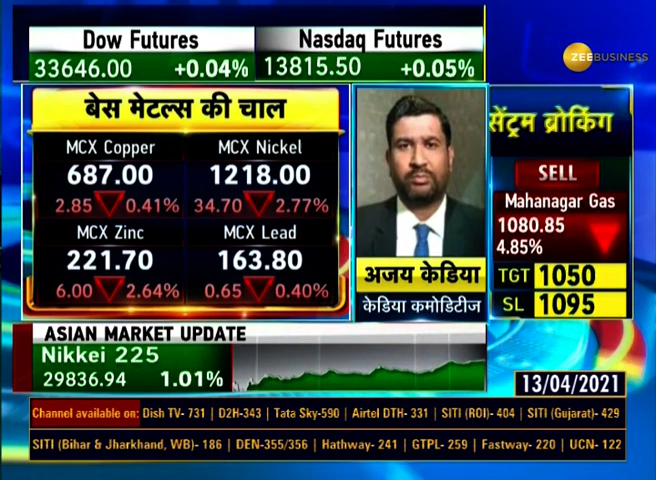 Dow Futures
33646.00 +0.04%
Nasdaq Futures
13815.50 +0.05%
ZEEBUSINESS
बेस मेटल्स की चाल
MCX Copper
687.00
2.85 0.41%
MCX Nickel
1218.00
34.70 2.77%
MCX Zinc
221.70
6.00 2.64%
MCX Lead
163.80
0.65 0.40%
अजय केडिया
केडिया कमोडिटीज
सेंट्रम ब्रोकिंग
SELL
Mahanagar Gas
1080.85
4.85%
TGT 1050
SL 1095
ASIAN MARKET UPDATE
Nikkei 225
29836.94 1.01%
13/04/2021
Channel available on: Dish TV- 731 | D2H-343 | Tata Sky-590 | Airtel DTH- 331 | SITI (ROI)- 404 | SITI (Gujarat)- 429
SITI (Bihar & Jharkhand, WB)- 186 | DEN-355/356 | Hathway- 241 | GTPL- 259 | Fastway- 220 | UCN- 122